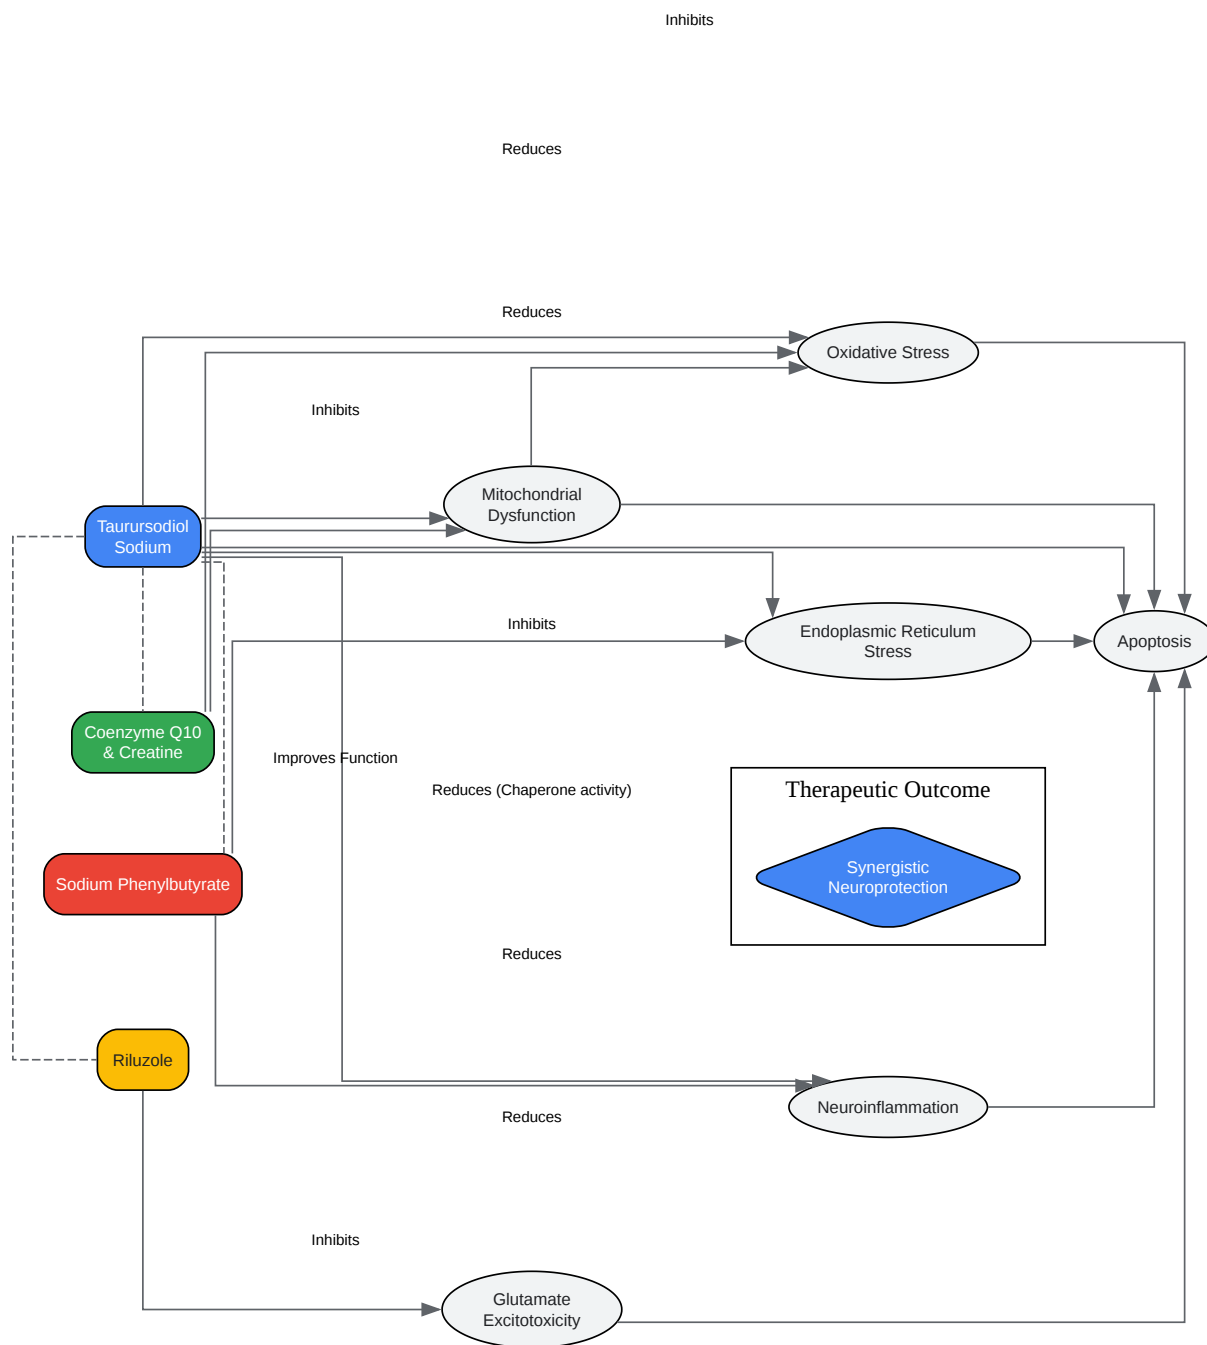 Inhibits
Reduces
Reduces
Oxidative Stress
Inhibits
Mitochondrial
Dysfunction
Taurursodiol
Sodium
Inhibits
Endoplasmic Reticulum
Stress
Apoptosis
Coenzyme Q10
& Creatine
Improves Function
Reduces (Chaperone activity)
Therapeutic Outcome
Synergistic
Neuroprotection
Sodium Phenylbutyrate
Reduces
Riluzole
Neuroinflammation
Reduces
Inhibits
Glutamate
Excitotoxicity